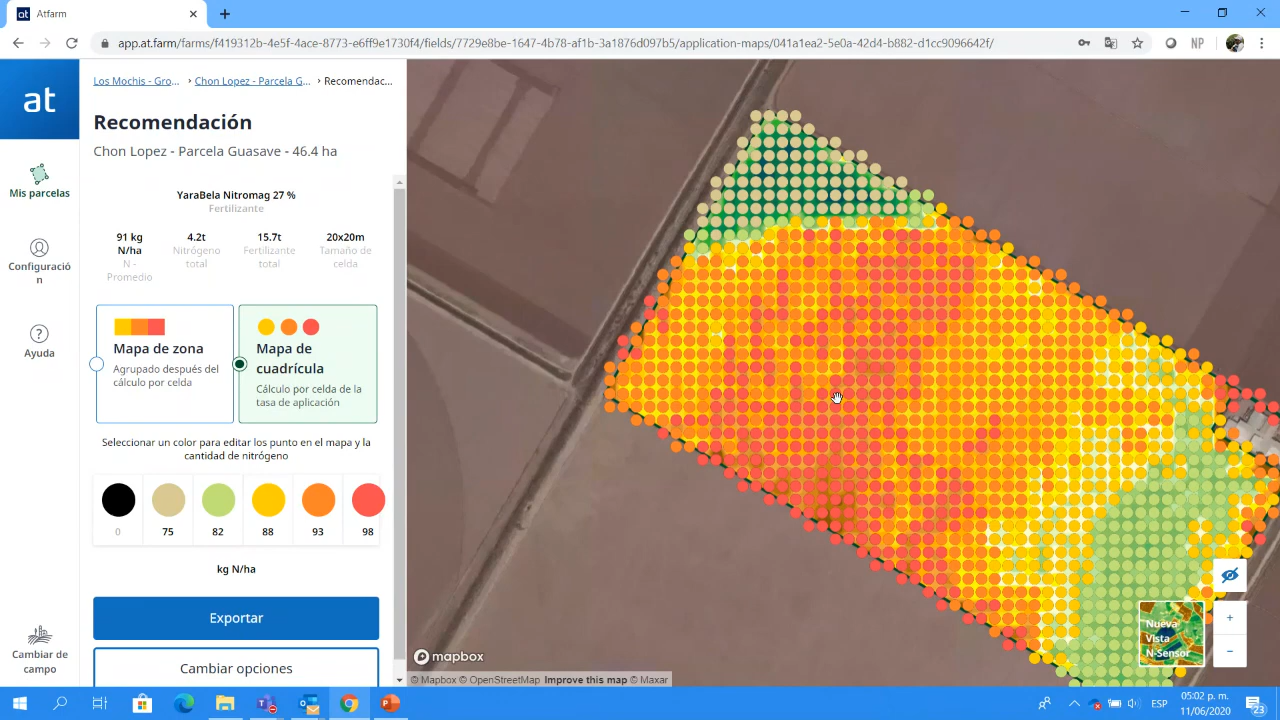 at
Atfarm
app.at.farm/farms/f419312b-4e5f-4ace-8773-e6ff9e1730f4/fields/7729e8be-1647-4b78-af1b-3a1876d097b5/application-maps/041a1ea2-5e0a-42d4-b882-d1cc9096642f/
NP
at
Los Mochis - Gro... › Chon Lopez - Parcela G... › Recomendac...
Recomendación
Chon Lopez - Parcela Guasave - 46.4 ha
Mis parcelas
YaraBela Nitromag 27 %
Fertilizante
91 kg N/ha
N - Promedio
4.2t
Nitrógeno total
15.7t
Fertilizante total
20x20m
Tamaño de celda
Configuración
Mapa de zona
Agrupado después del cálculo por celda
Mapa de cuadrícula
Cálculo por celda de la tasa de aplicación
?
Ayuda
Seleccionar un color para editar los punto en el mapa y la
cantidad de nitrógeno
0 75 82 88 93 98
kg N/ha
Exportar
Cambiar opciones
Cambiar de
campo
Nueva
Vista
N-Sensor
+
−
mapbox
© Mapbox © OpenStreetMap Improve this map © Maxar
ESP
05:02 p. m.
11/06/2020
23